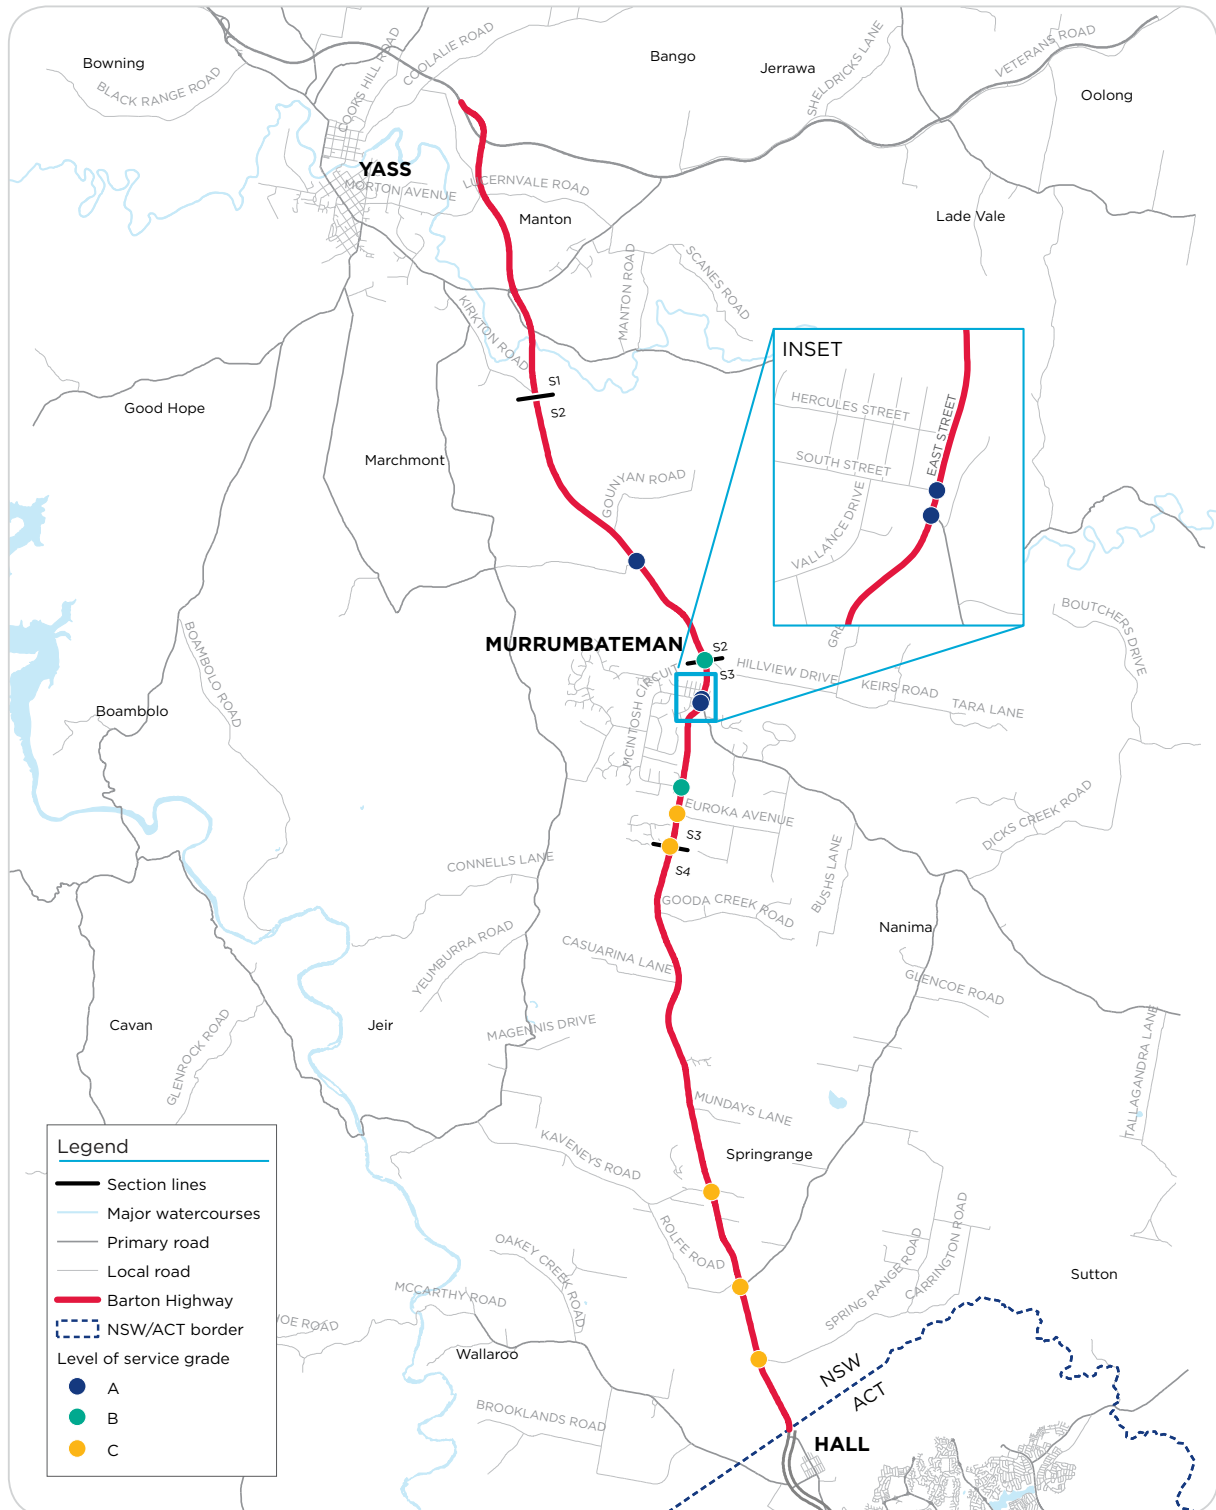 Bowning
BLACK RANGE ROAD
COOKS HILL ROAD
COOLALIE ROAD
Bango
Jerrawa
SHELDRICKS LANE
VETERANS ROAD
Oolong
YASS
MORTON AVENUE
LUCERNVALE ROAD
Manton
Lade Vale
MANTON ROAD
SCANES ROAD
KIRKTON ROAD
S1
S2
Good Hope
Marchmont
GOUNYAN ROAD
INSET
HERCULES STREET
SOUTH STREET
EAST STREET
VALLANCE DRIVE
GRE
BOUTCHERS DRIVE
MURRUMBATEMAN
S2
S3
MCINTOSH CIRCUIT
HILLVIEW DRIVE
KEIRS ROAD
TARA LANE
BOAMBOLO ROAD
Boambolo
EUROKA AVENUE
DICKS CREEK ROAD
S3
S4
CONNELLS LANE
BUSHS LANE
GOODA CREEK ROAD
Nanima
YEUMBURRA ROAD
CASUARINA LANE
GLENCOE ROAD
Cavan
Jeir
GLENROCK ROAD
MAGENNIS DRIVE
TALLAGANDRA LANE
MUNDAYS LANE
KAVENEYS ROAD
Springrange
ROLFE ROAD
OAKEY CREEK ROAD
SPRING RANGE ROAD
CARRINGTON ROAD
Sutton
MCCARTHY ROAD
OE ROAD
Wallaroo
NSW
ACT
BROOKLANDS ROAD
HALL
Legend
Section lines
Major watercourses
Primary road
Local road
Barton Highway
NSW/ACT border
Level of service grade
A
B
C